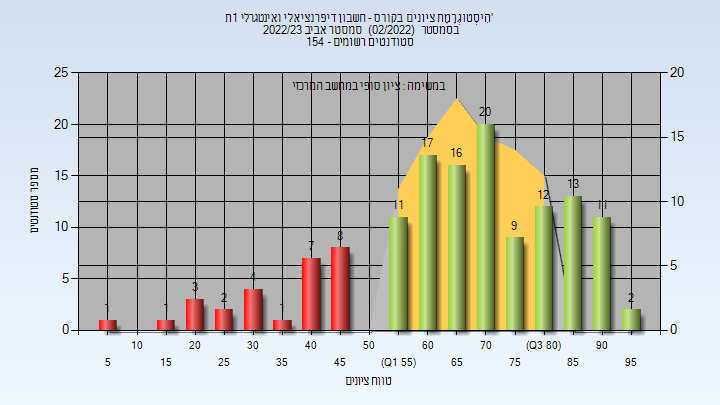 הִיסְטוֹגְרָמַת ציונים בקורס - חשבון דיפרנציאלי ואינטגרלי 1ת'
בסמסטר (02/2022) סמסטר אביב 2022/23
סטודנטים רשומים - 154
במשימה : ציון סופי במחשב המרכזי
מספר סטודנטים
25 20 15 10 5 0
20 15 10 5 0
1 1 3 2 4 1 7 8 11 17 16 20 9 12 13 11 2
10 20 30 40 50 60 70 (Q3 80) 90
5 15 25 35 45 (Q1 55) 65 75 85 95
טווח ציונים